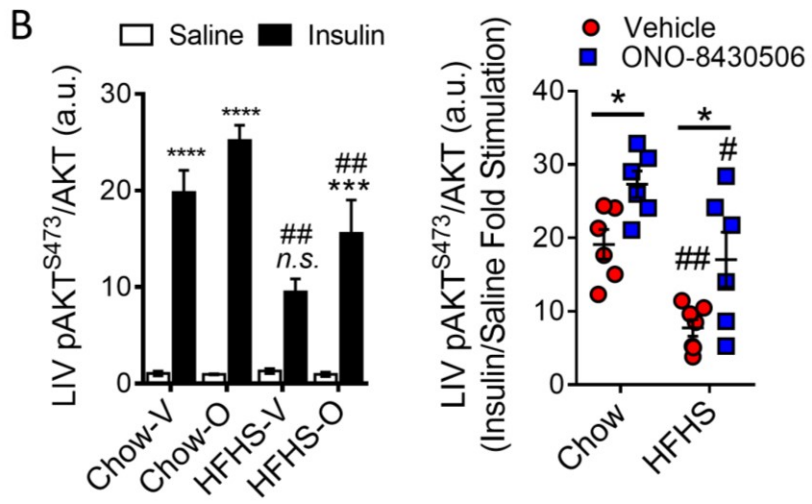 B
Saline Insulin
LIV pAKT^S473/AKT (a.u.)
30
20
10
0
****
****
##
n.s.
##
***
Chow-V
Chow-O
HFHS-V
HFHS-O
Vehicle
ONO-8430506
LIV pAKT^S473/AKT (a.u.)
(Insulin/Saline Fold Stimulation)
40
30
20
10
0
*
*
#
##
Chow
HFHS